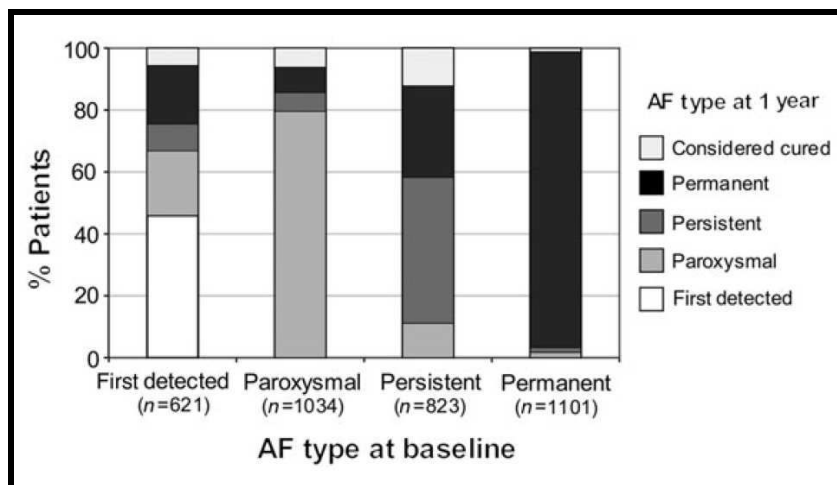 100
80
60
40
20
0
% Patients
First detected
(n=621)
Paroxysmal
(n=1034)
Persistent
(n=823)
Permanent
(n=1101)
AF type at baseline
AF type at 1 year
Considered cured
Permanent
Persistent
Paroxysmal
First detected